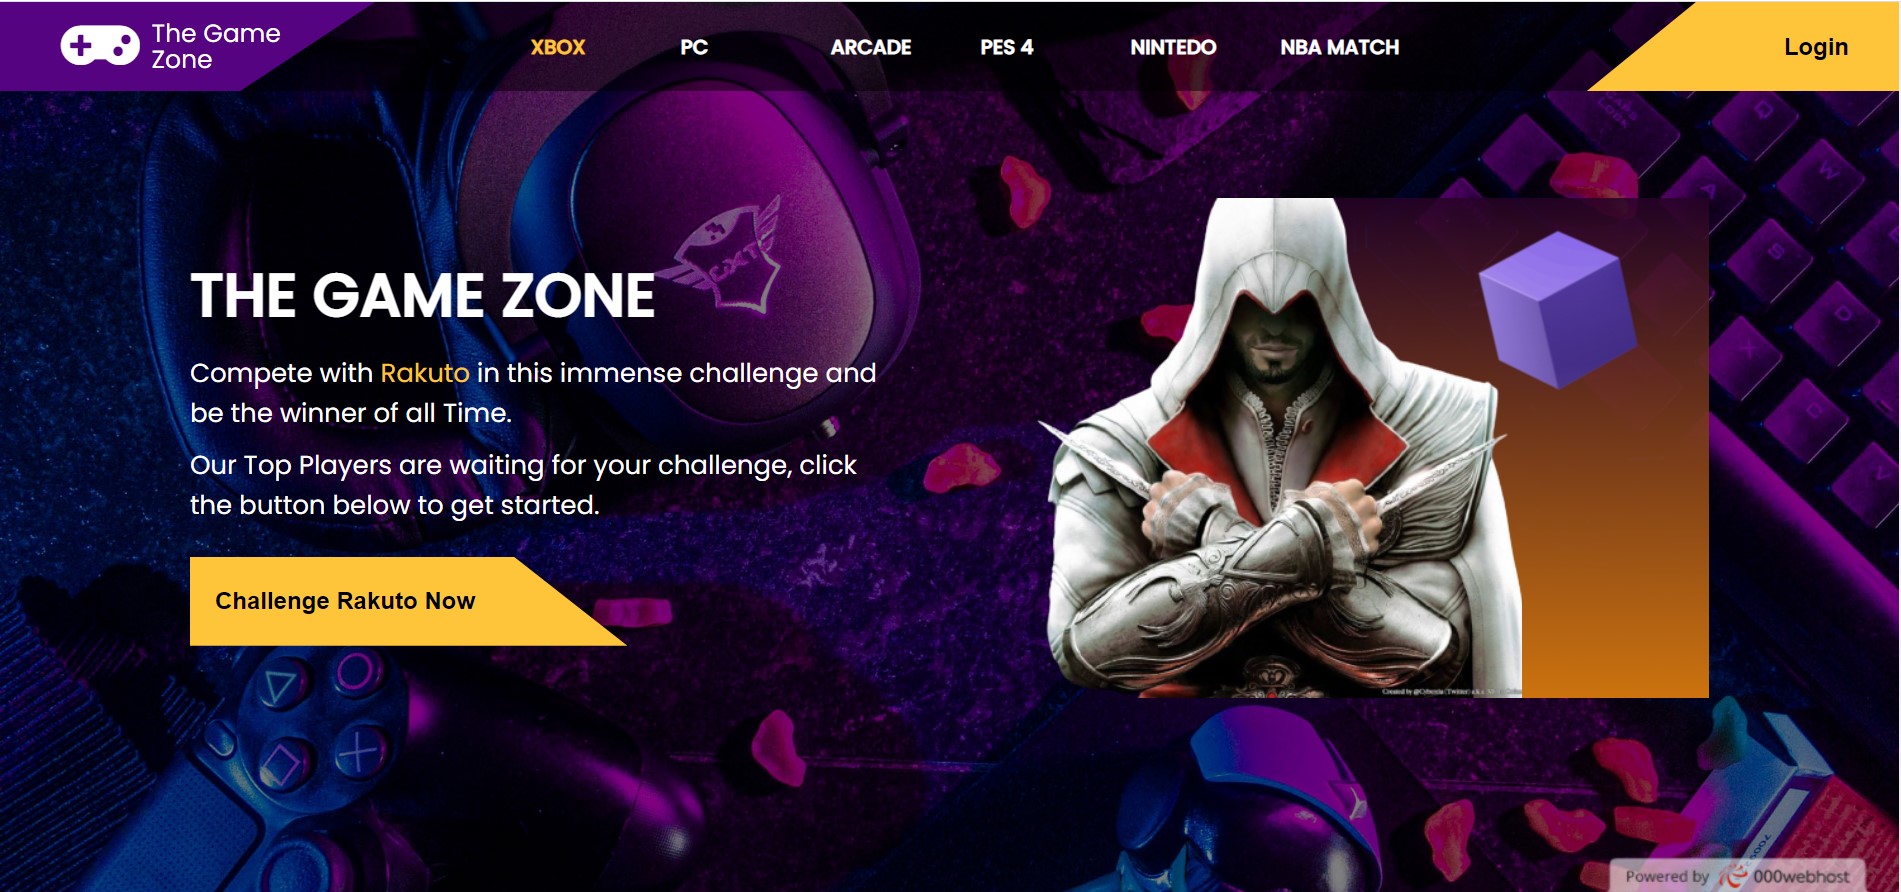 The Game
Zone
XBOX
PC
ARCADE
PES 4
NINTEDO
NBA MATCH
Login
THE GAME ZONE
Compete with Rakuto in this immense challenge and
be the winner of all Time.
Our Top Players are waiting for your challenge, click
the button below to get started.
Challenge Rakuto Now
GXT
Q
W
A
S
D
X
C
V
Powered by 000webhost